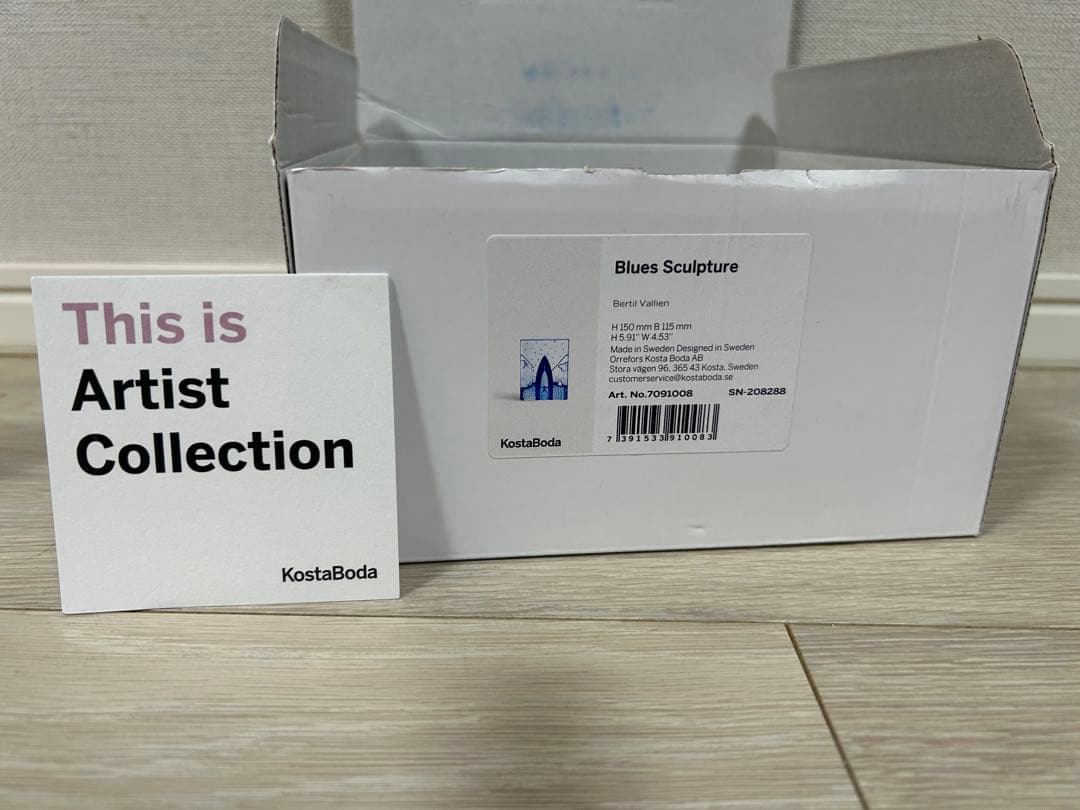 This is
Artist
Collection
KostaBoda
Blues Sculpture
Bertil Vallien
H 150 mm B 115 mm
H 5.91" W 4.53"
Made in Sweden Designed in Sweden
Orrefors Kosta Boda AB
Stora vägen 96, 365 43 Kosta, Sweden
customerservice@kostaboda.se
Art. No.7091008 SN-208288
7 391533 910083
KostaBoda